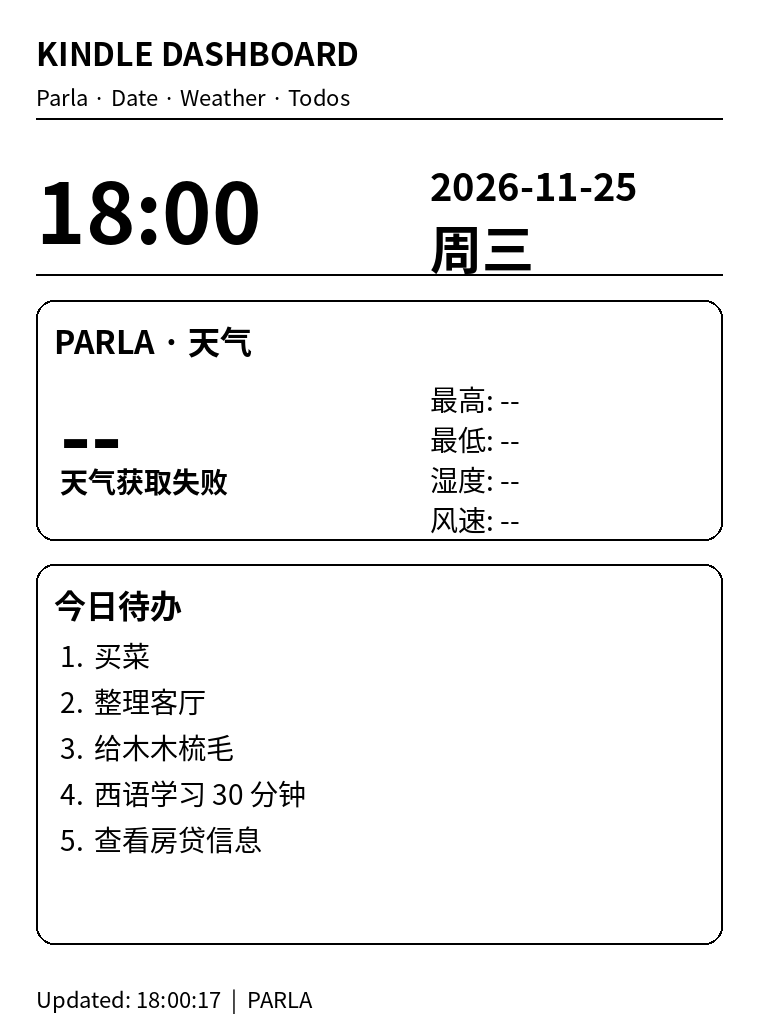 KINDLE DASHBOARD
Parla · Date · Weather · Todos
18:00
2026-11-25
周三
PARLA · 天气
--
天气获取失败
最高: --
最低: --
湿度: --
风速: --
今日待办
1. 买菜
2. 整理客厅
3. 给木木梳毛
4. 西语学习 30 分钟
5. 查看房贷信息
Updated: 18:00:17 | PARLA